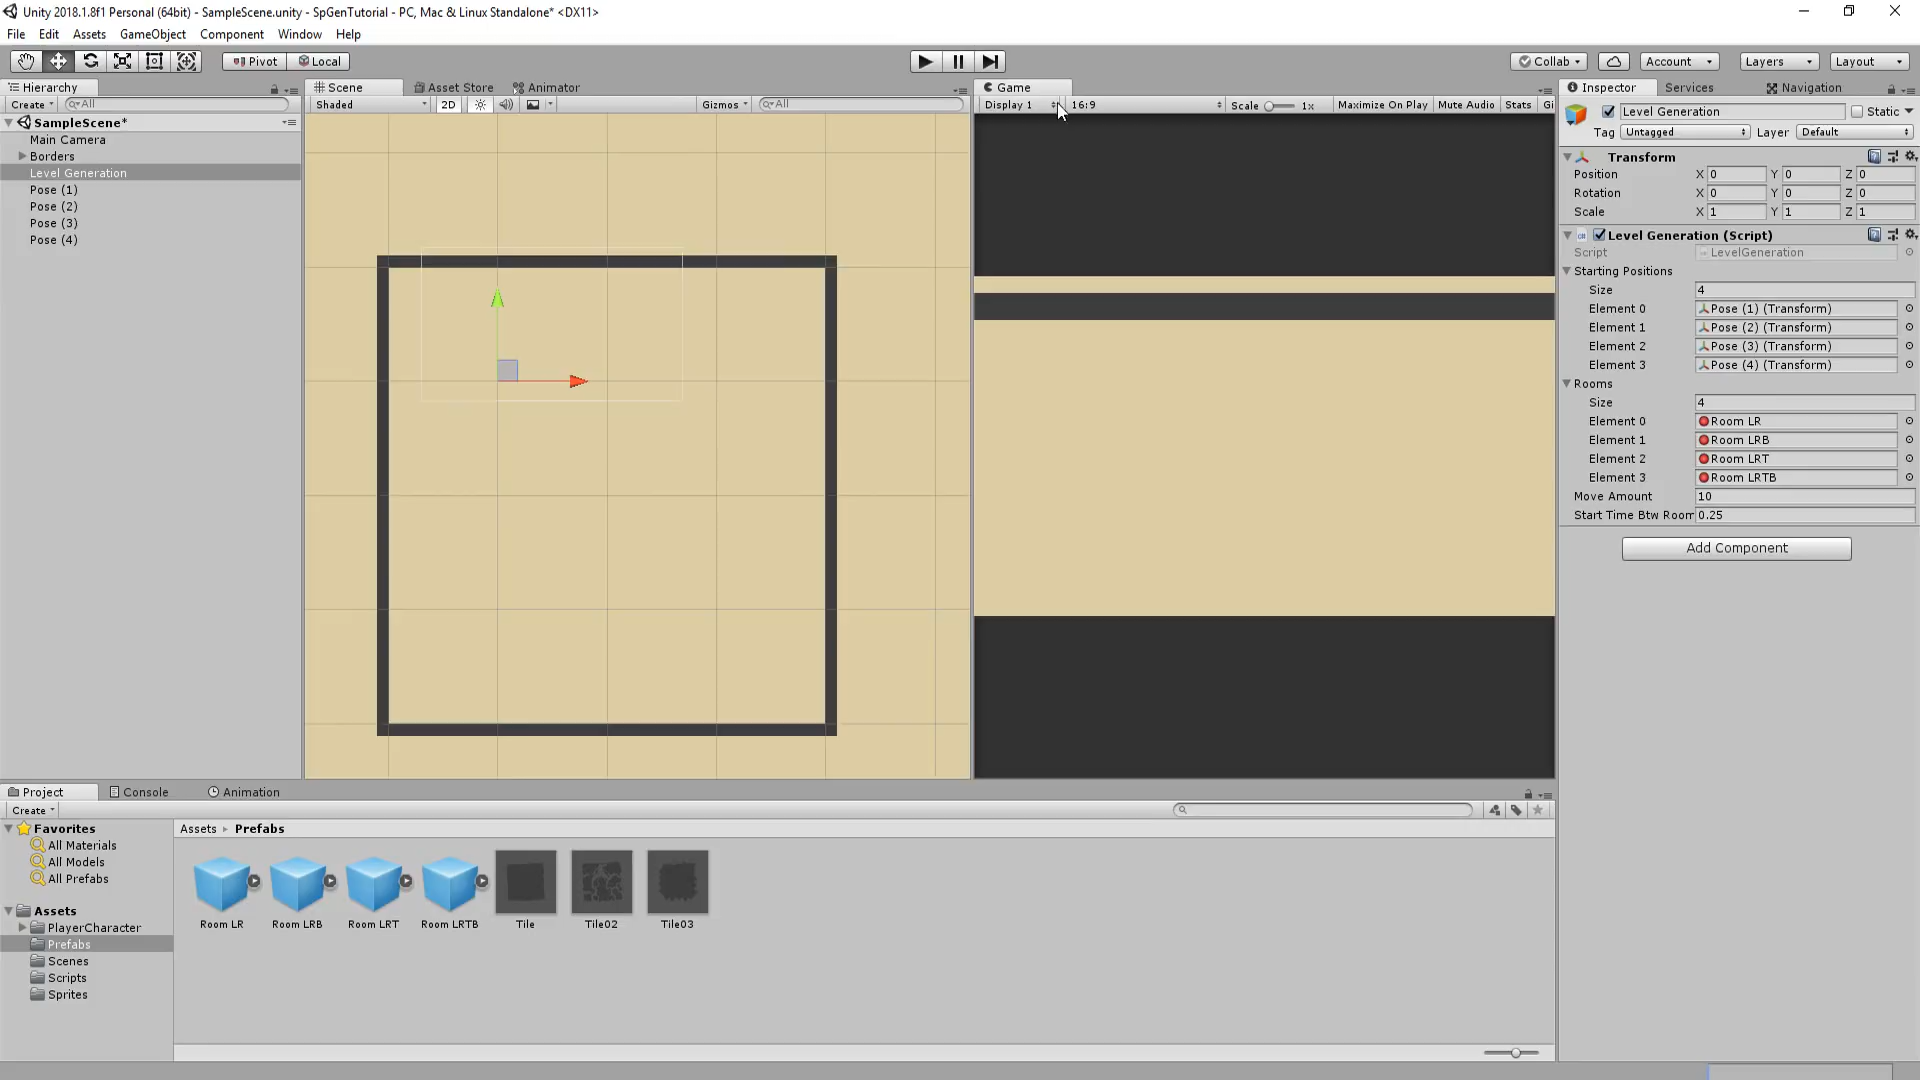 Unity 2018.1.8f1 Personal (64bit) - SampleScene.unity - SpGenTutorial - PC, Mac & Linux Standalone* <DX11>
File Edit Assets GameObject Component Window Help
Pivot Local Collab Account Layers Layout
Hierarchy
Create All
SampleScene*
Main Camera
Borders
Level Generation
Pose (1)
Pose (2)
Pose (3)
Pose (4)
Scene Asset Store Animator
Shaded 2D Gizmos All
Game
Display 1 16:9 Scale 1x Maximize On Play Mute Audio Stats Gi
Inspector Services Navigation
Level Generation Static
Tag Untagged Layer Default
Transform
Position X 0 Y 0 Z 0
Rotation X 0 Y 0 Z 0
Scale X 1 Y 1 Z 1
Level Generation (Script)
Script LevelGeneration
Starting Positions
Size 4
Element 0 Pose (1) (Transform)
Element 1 Pose (2) (Transform)
Element 2 Pose (3) (Transform)
Element 3 Pose (4) (Transform)
Rooms
Size 4
Element 0 Room LR
Element 1 Room LRB
Element 2 Room LRT
Element 3 Room LRTB
Move Amount 10
Start Time Btw Room 0.25
Add Component
Project Console Animation
Create
Favorites
All Materials
All Models
All Prefabs
Assets
PlayerCharacter
Prefabs
Scenes
Scripts
Sprites
Assets Prefabs
Room LR Room LRB Room LRT Room LRTB Tile Tile02 Tile03